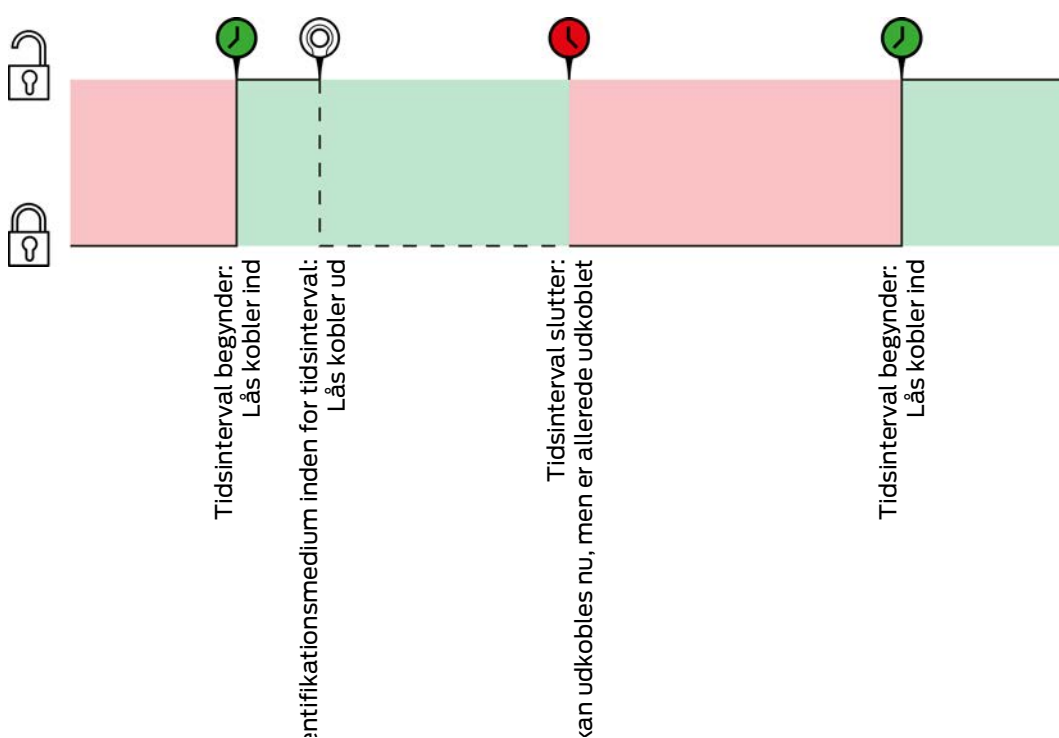 Tidsinterval begynder:
Lås kobler ind
entifikationsmedium inden for tidsinterval:
Lås kobler ud
Tidsinterval slutter:
kan udkobles nu, men er allerede udkoblet
Tidsinterval begynder:
Lås kobler ind